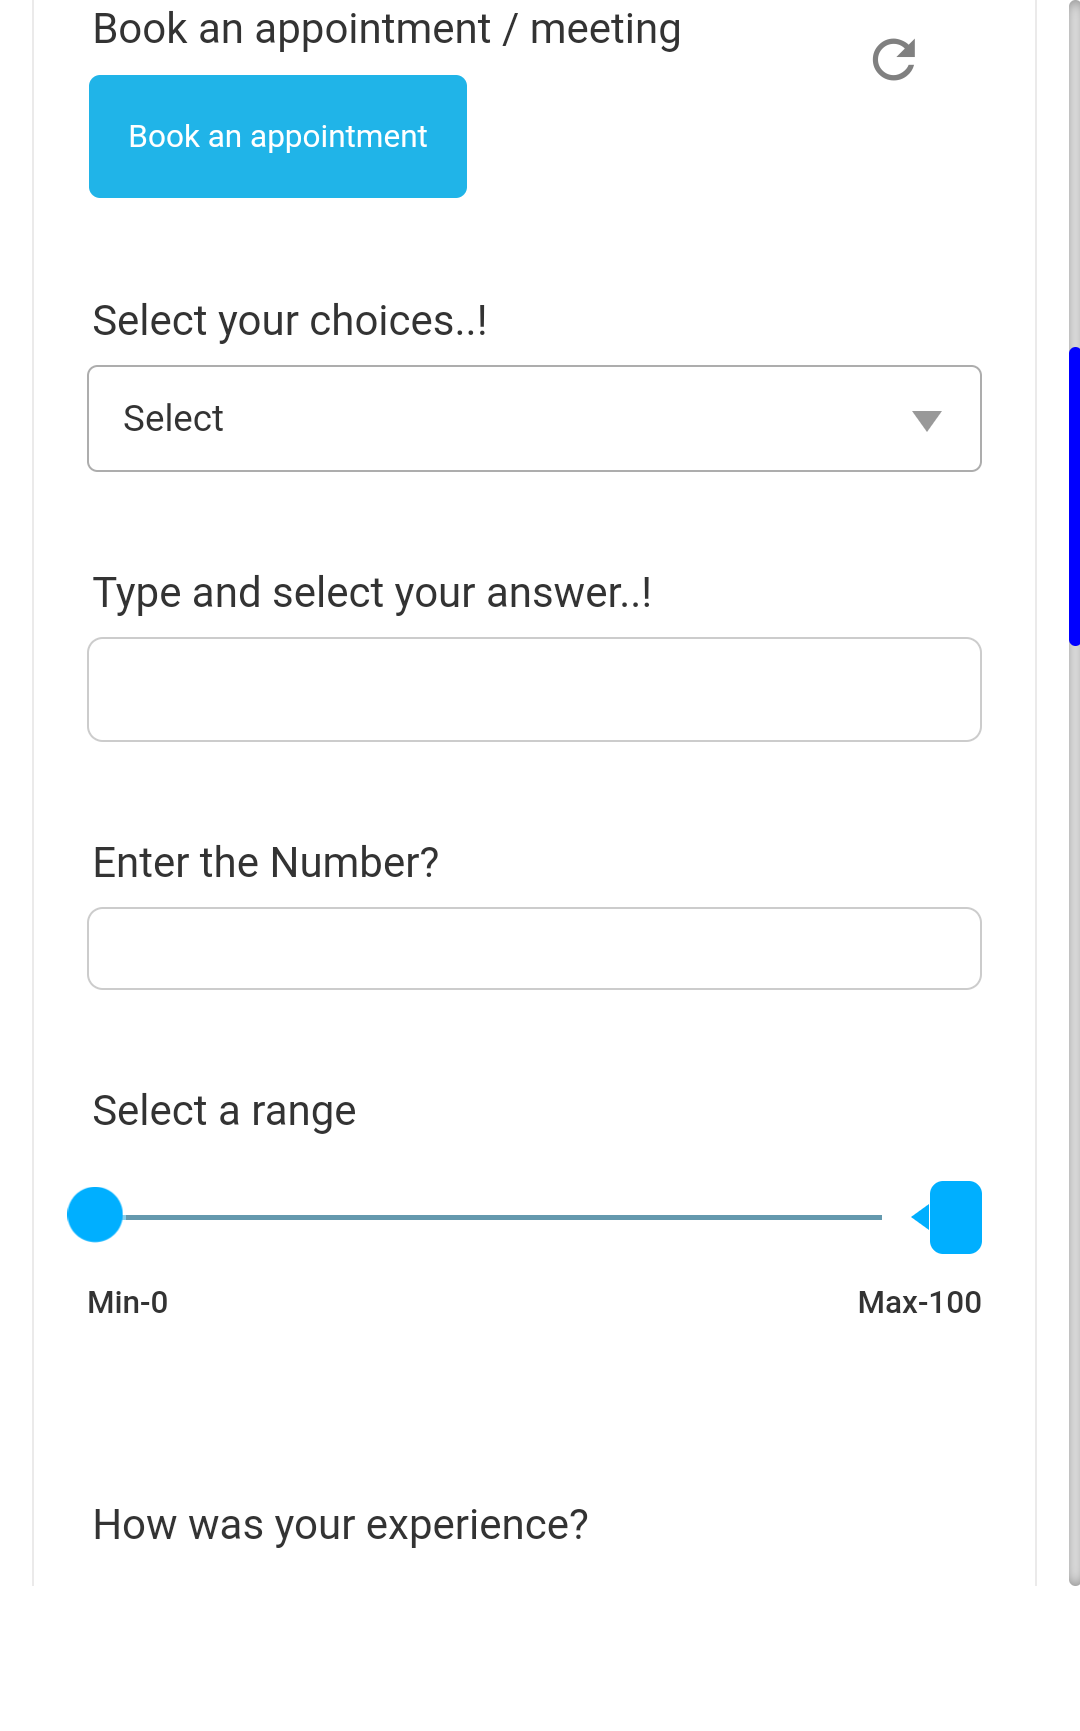 Book an appointment / meeting
Book an appointment
Select your choices..!
Select
Type and select your answer..!
Enter the Number?
Select a range
Min-0 Max-100
How was your experience?